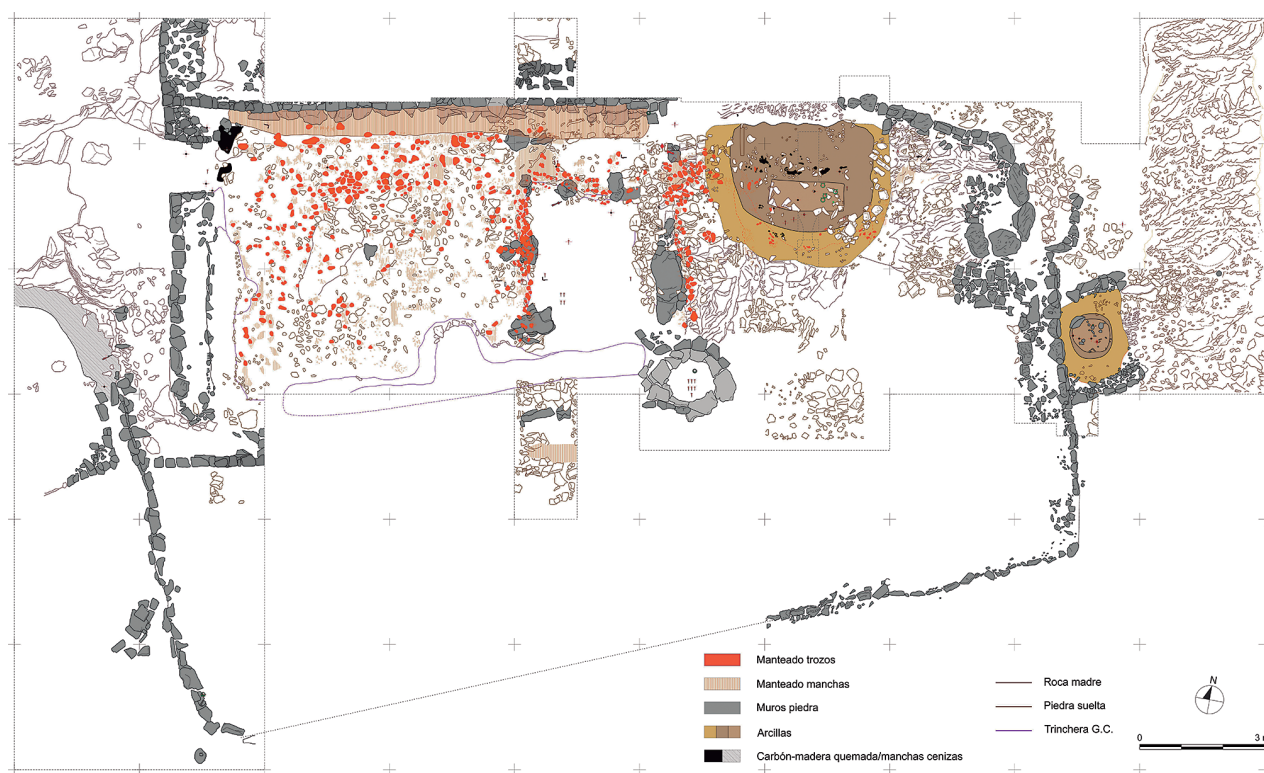 Manteado trozos
Manteado manchas
Muros piedra
Arcillas
Carbón-madera quemada/manchas cenizas
Roca madre
Piedra suelta
Trinchera G.C.
N
0 3